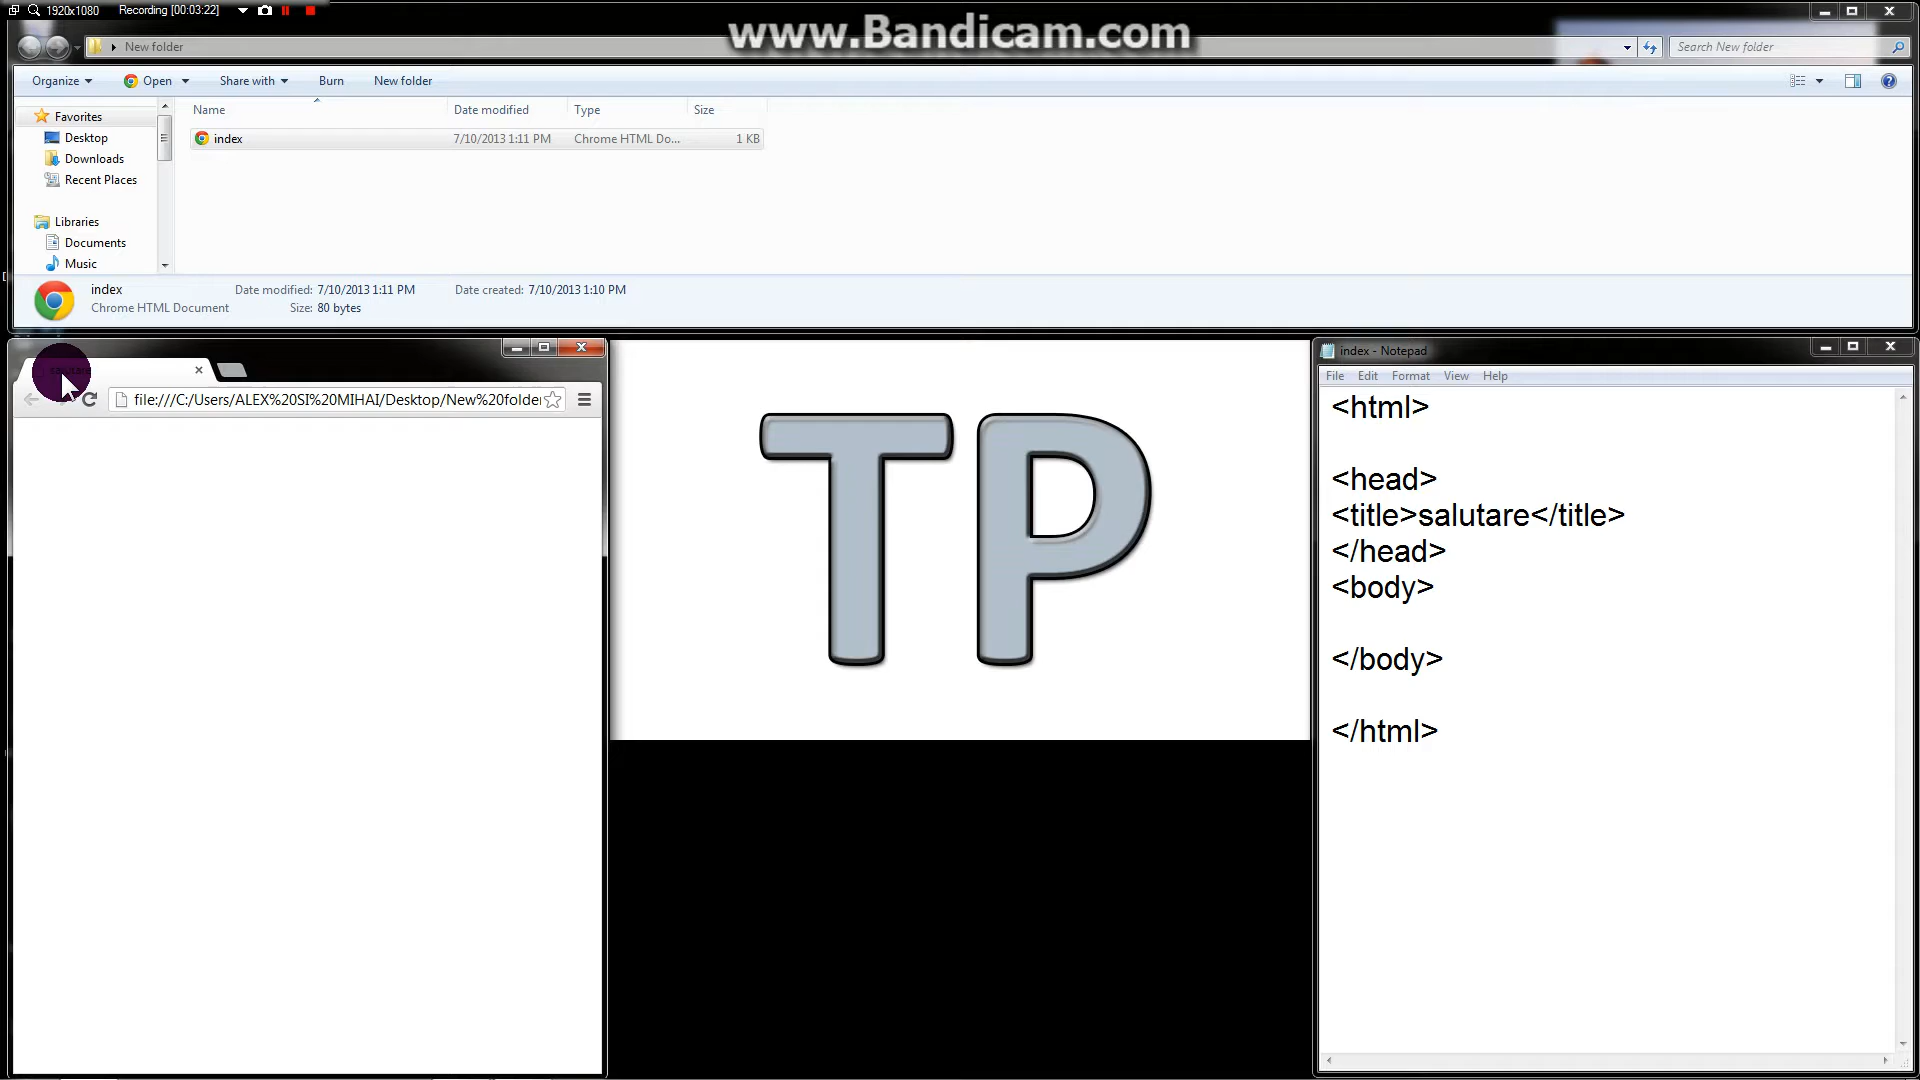 1920x1080 Recording [00:03:22]
www.Bandicam.com
New folder
Search New folder
Organize Open Share with Burn New folder
Name Date modified Type Size
Favorites
index 7/10/2013 1:11 PM Chrome HTML Do... 1 KB
Desktop
Downloads
Recent Places
Libraries
Documents
Music
index Date modified: 7/10/2013 1:11 PM Date created: 7/10/2013 1:10 PM
Chrome HTML Document Size: 80 bytes
file:///C:/Users/ALEX%20SI%20MIHAI/Desktop/New%20folder
TP
index - Notepad
File Edit Format View Help
<html>
<head>
<title>salutare</title>
</head>
<body>
</body>
</html>